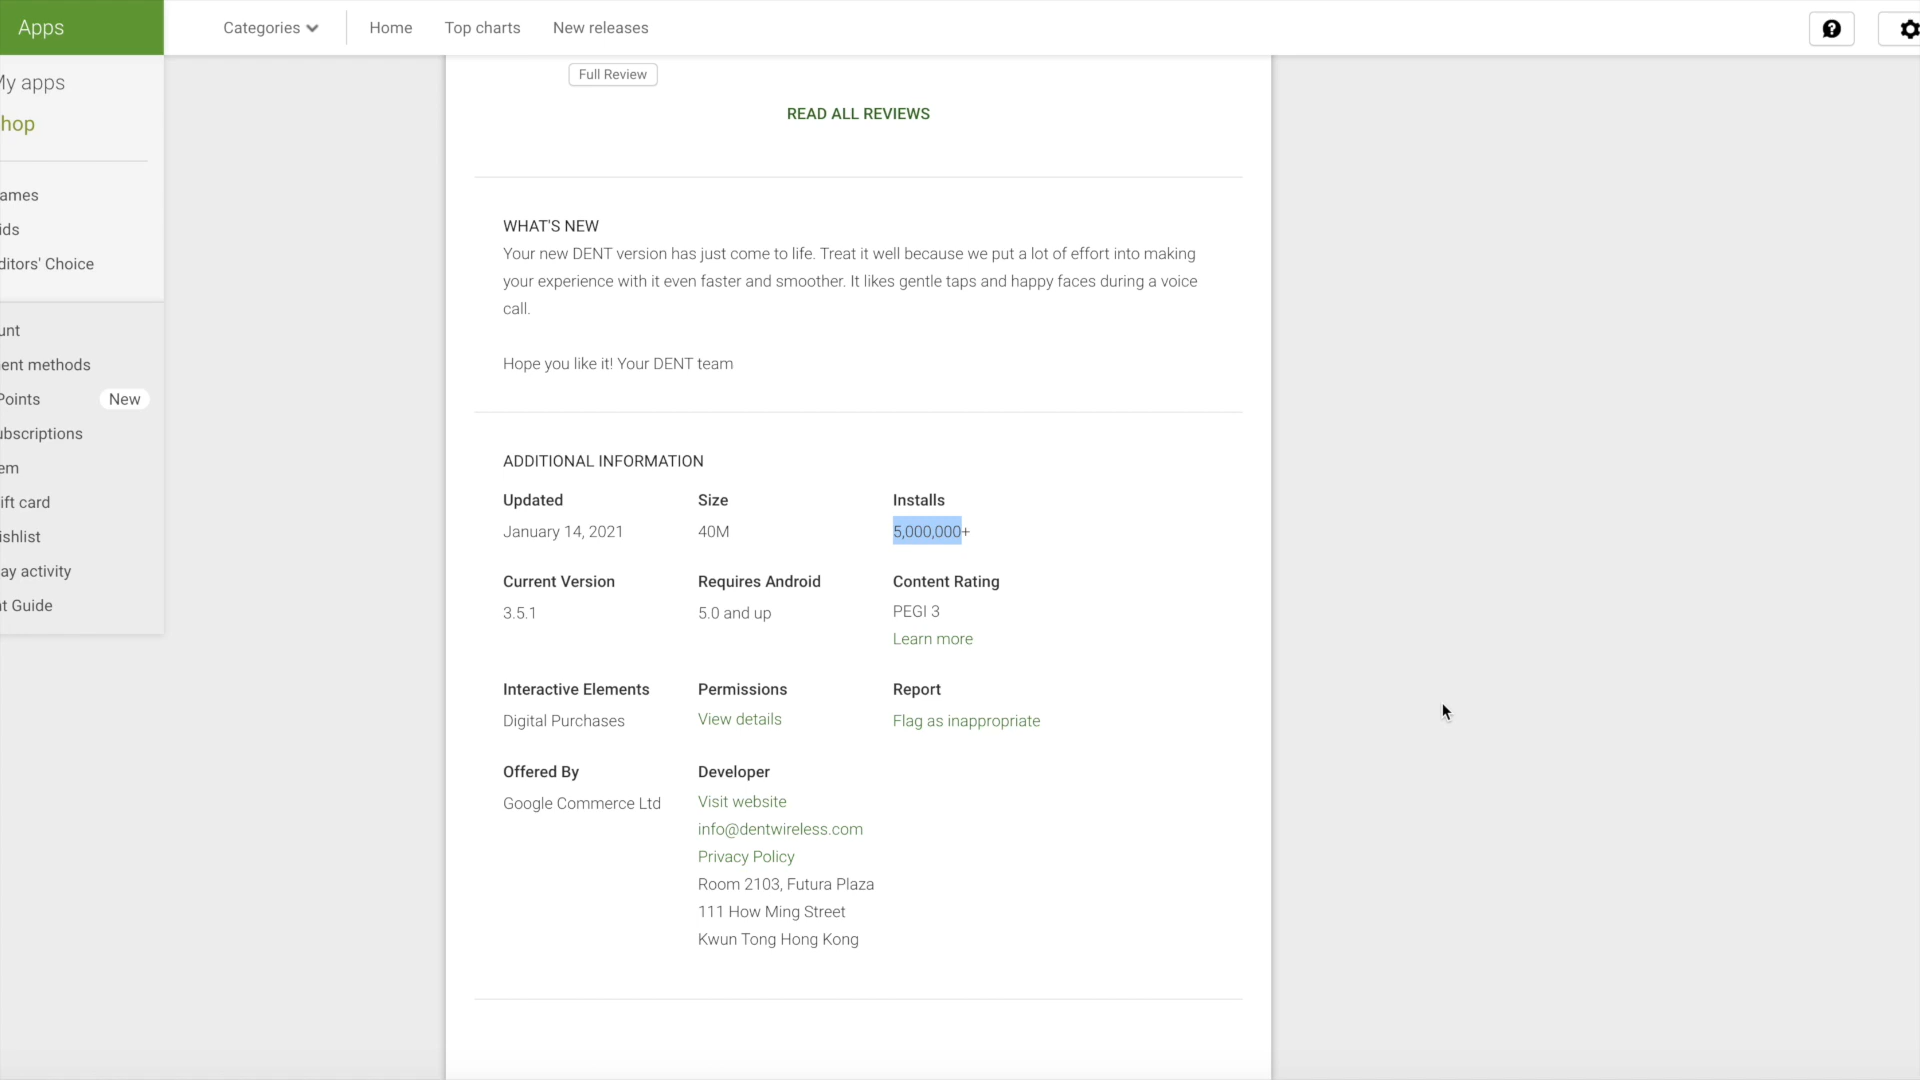 Apps
Categories
Home
Top charts
New releases
My apps
hop
ames
ids
ditors' Choice
unt
ent methods
Points
New
ubscriptions
em
ift card
ishlist
ay activity
t Guide
Full Review
READ ALL REVIEWS
WHAT'S NEW
Your new DENT version has just come to life. Treat it well because we put a lot of effort into making
your experience with it even faster and smoother. It likes gentle taps and happy faces during a voice
call.
Hope you like it! Your DENT team
ADDITIONAL INFORMATION
Updated
January 14, 2021
Size
40M
Installs
5,000,000+
Current Version
3.5.1
Requires Android
5.0 and up
Content Rating
PEGI 3
Learn more
Interactive Elements
Digital Purchases
Permissions
View details
Report
Flag as inappropriate
Offered By
Google Commerce Ltd
Developer
Visit website
info@dentwireless.com
Privacy Policy
Room 2103, Futura Plaza
111 How Ming Street
Kwun Tong Hong Kong